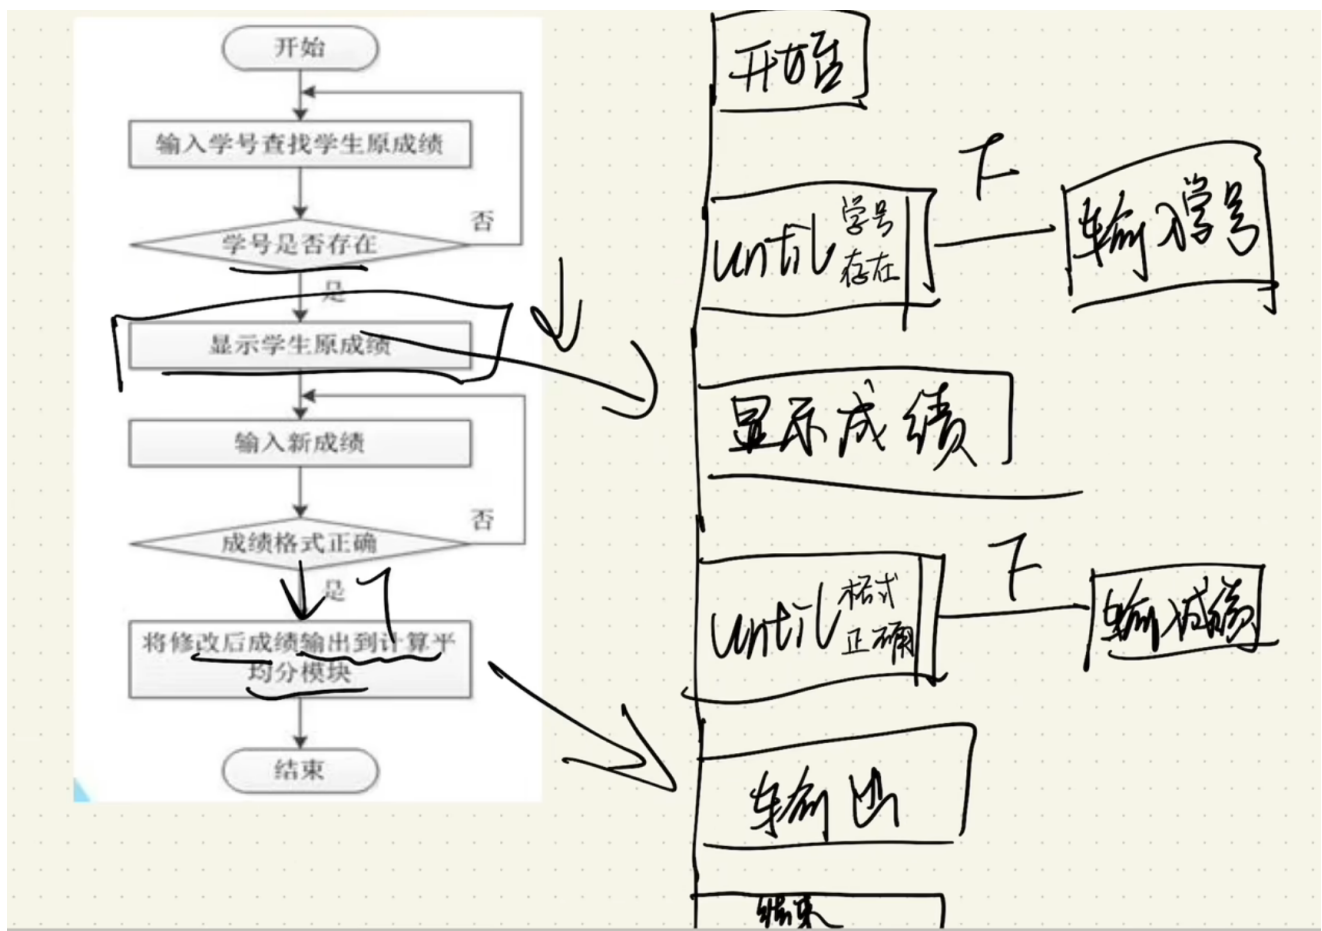 开始
输入学号查找学生原成绩
学号是否存在
否
是
显示学生原成绩
输入新成绩
成绩格式正确
否
是
将修改后成绩输出到计算平
均分模块
结束
开始
until 学号
存在
F
输入学号
显示成绩
until 格式
正确
F
输入成绩
输出
结束